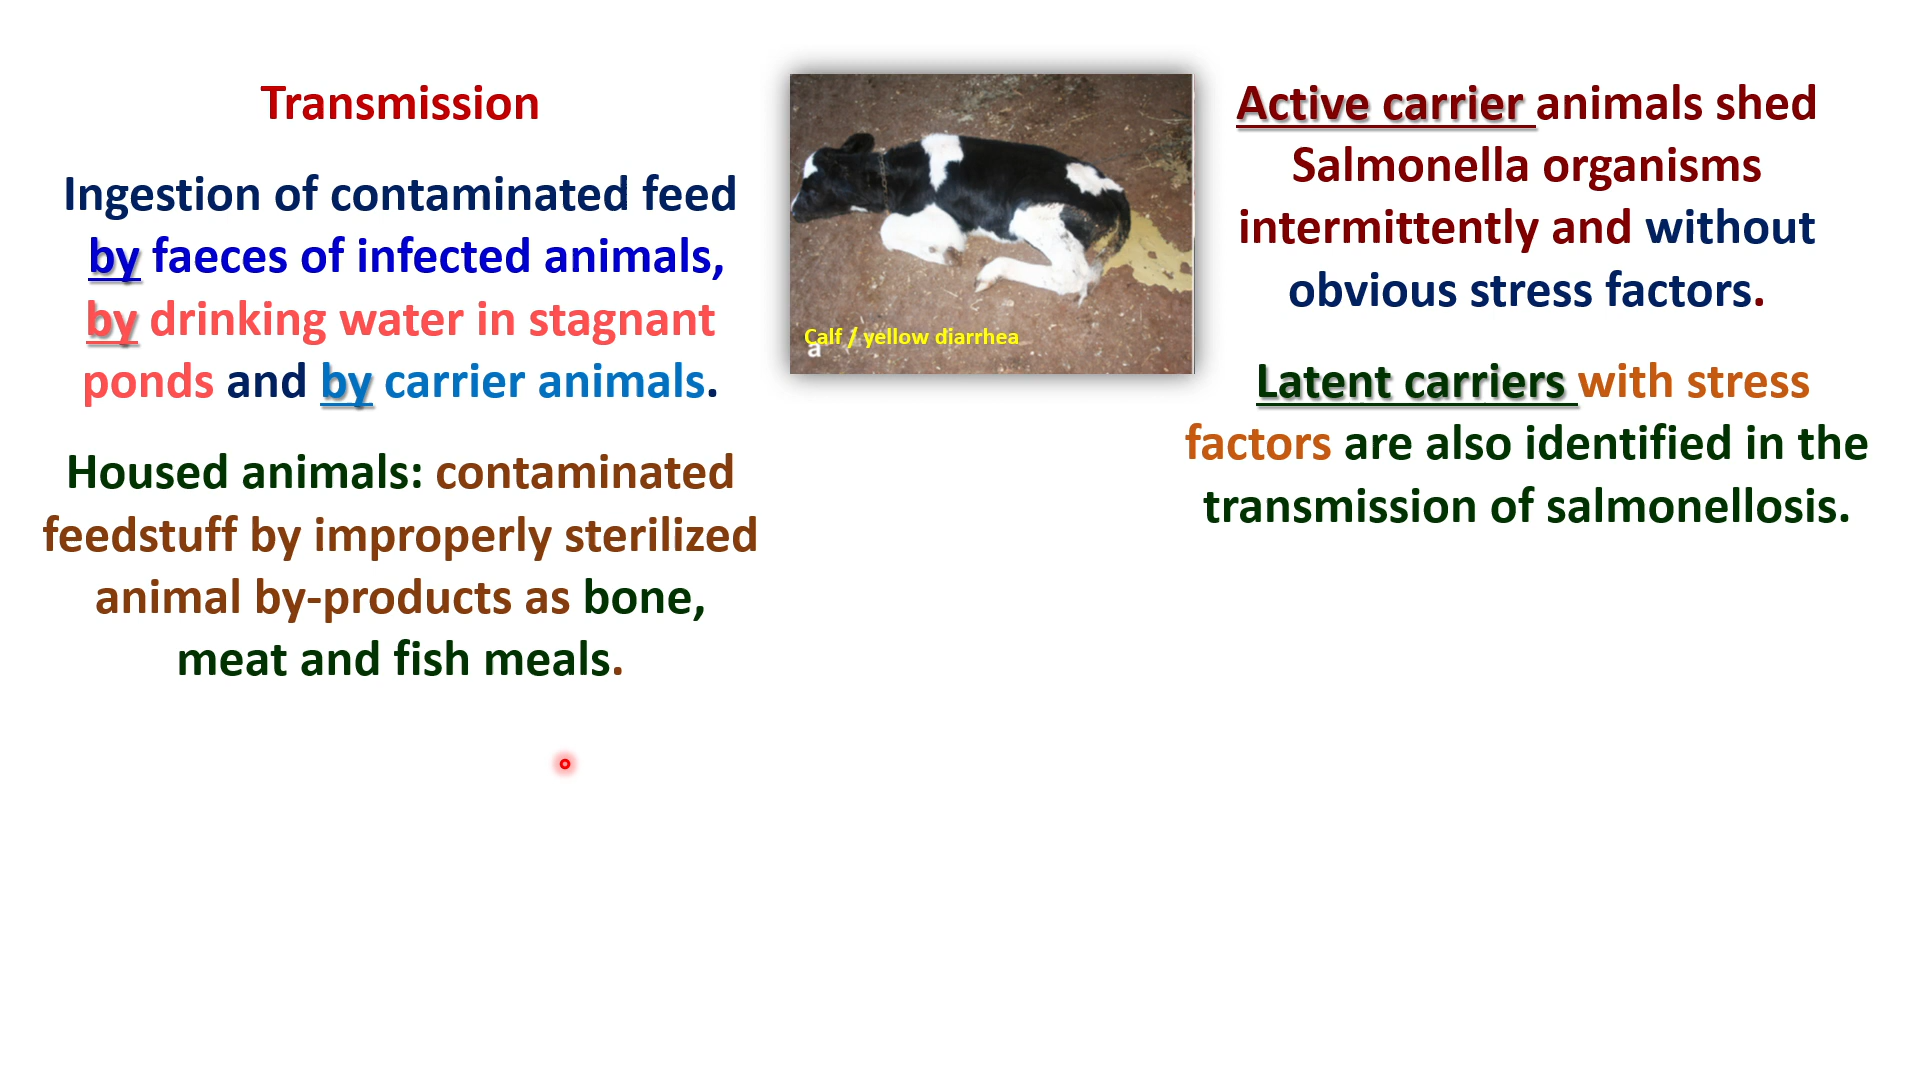 Transmission
Ingestion of contaminated feed
by faeces of infected animals,
by drinking water in stagnant
ponds and by carrier animals.
Housed animals: contaminated
feedstuff by improperly sterilized
animal by-products as bone,
meat and fish meals.
Calf / yellow diarrhea
a
Active carrier animals shed
Salmonella organisms
intermittently and without
obvious stress factors.
Latent carriers with stress
factors are also identified in the
transmission of salmonellosis.